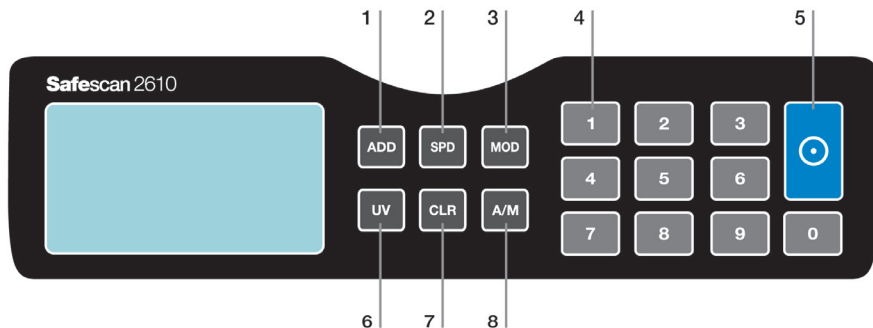 1 2 3 4 5
Safescan 2610
ADD SPD MOD 1 2 3
UV CLR A/M 4 5 6
7 8 9 0
6 7 8